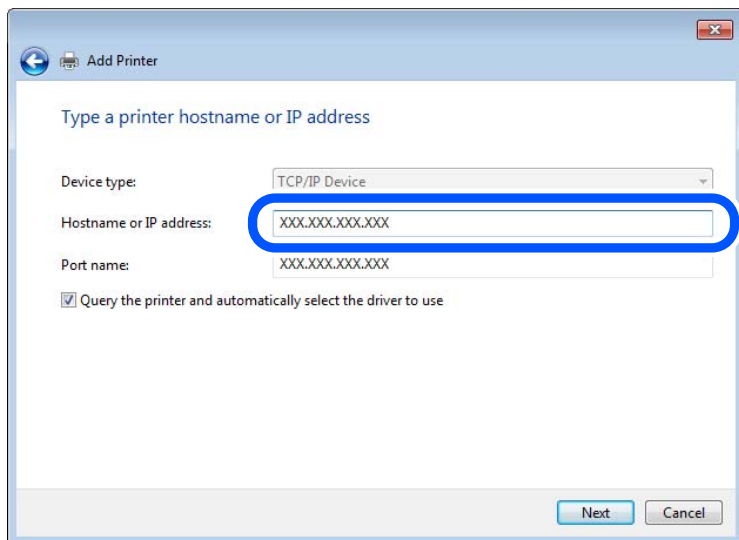 Add Printer
Type a printer hostname or IP address
Device type: TCP/IP Device
Hostname or IP address: XXX.XXX.XXX.XXX
Port name: XXX.XXX.XXX.XXX
Query the printer and automatically select the driver to use
Next Cancel